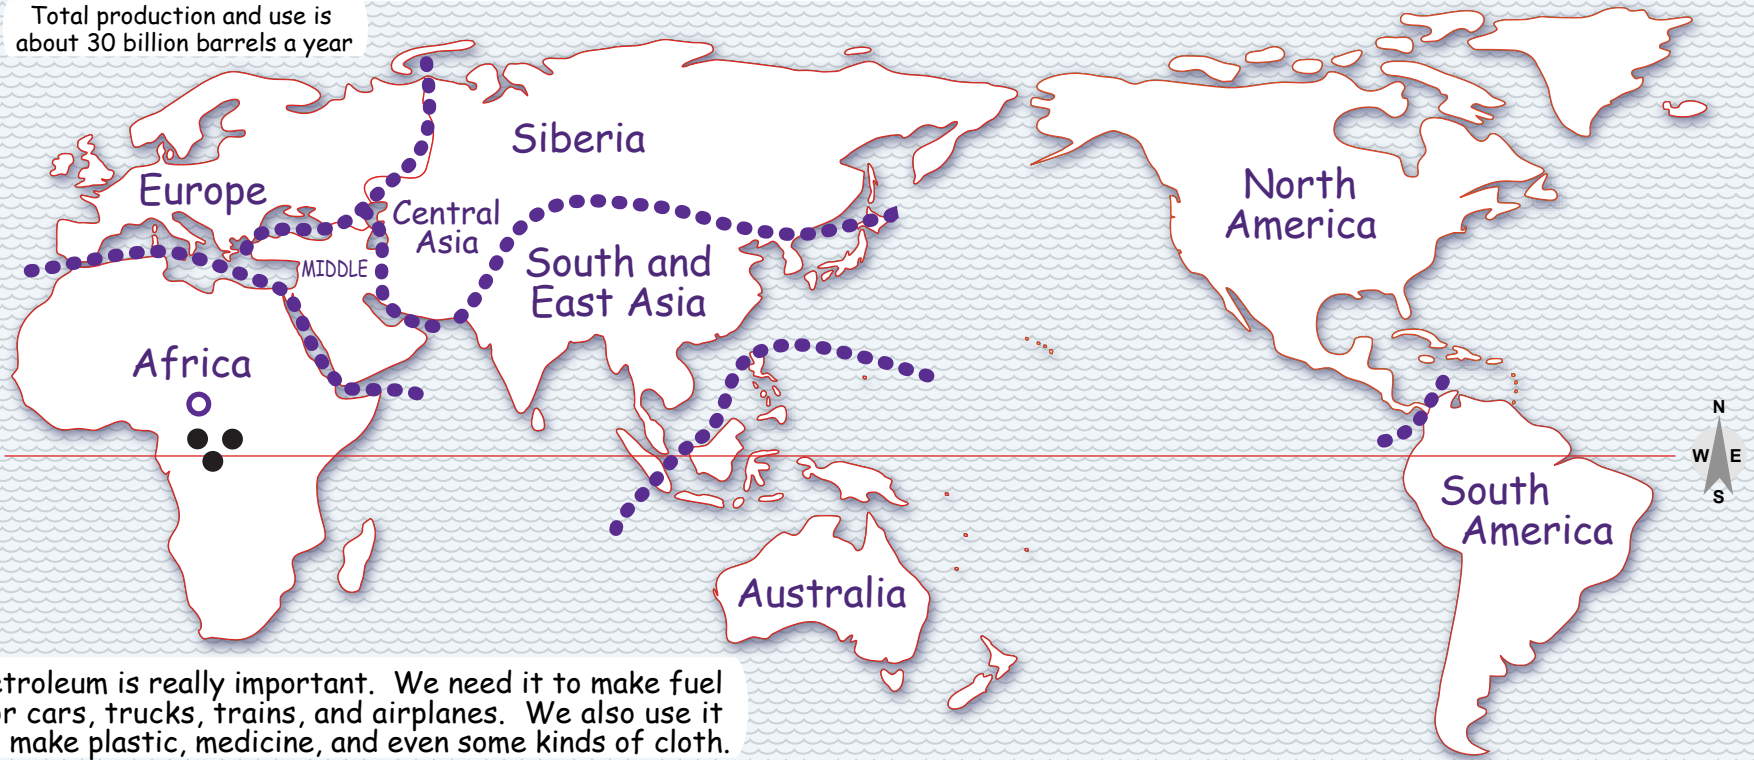 Total production and use is
about 30 billion barrels a year
Siberia
Europe
Central
Asia
MIDDLE
South and
East Asia
Africa
North
America
N
W E
S
South
America
Australia
etroleum is really important. We need it to make fuel
or cars, trucks, trains, and airplanes. We also use it
make plastic, medicine, and even some kinds of cloth.